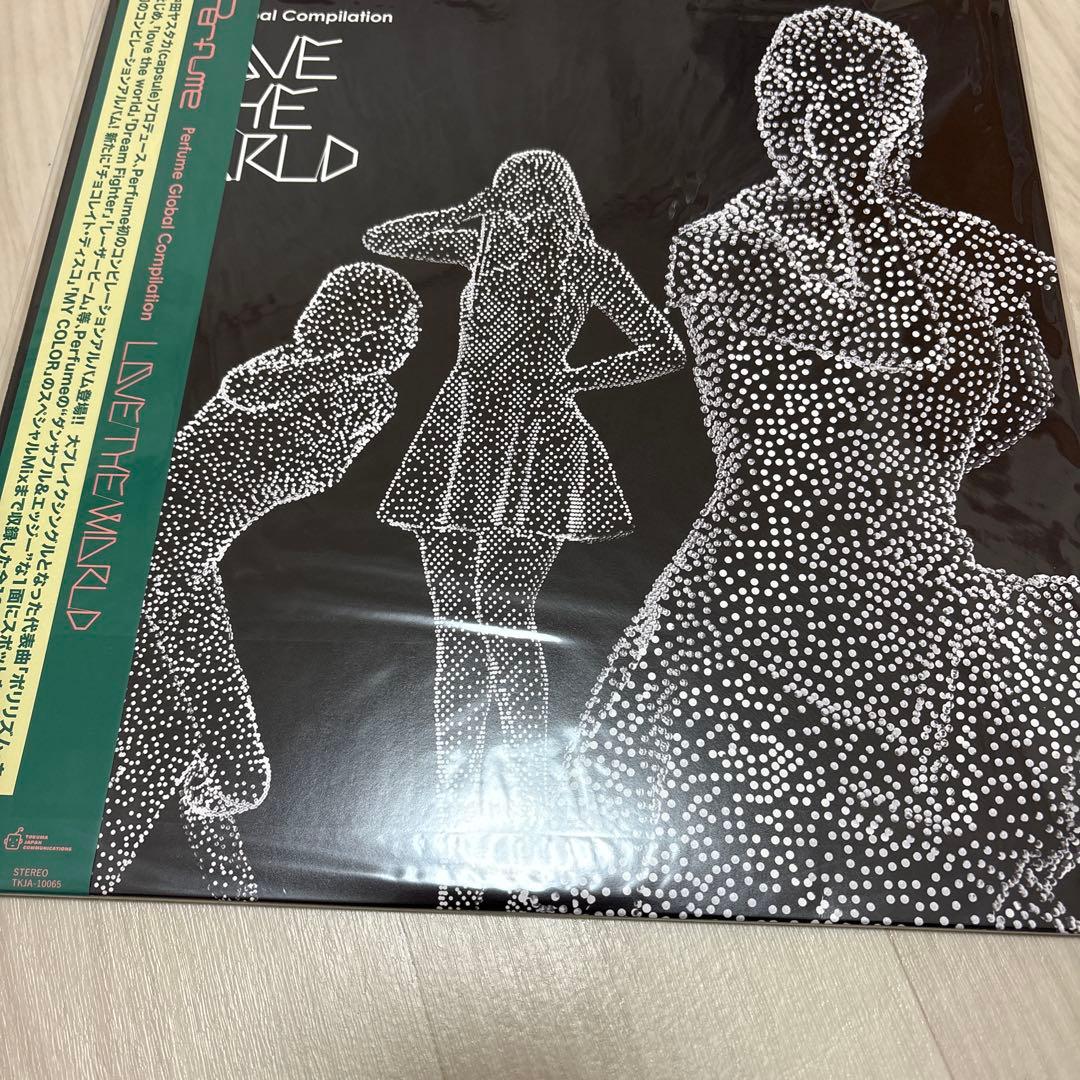 Perfume
Perfume Global Compilation
LOVE THE WORLD
田ヤスタカ(capsule)プロデュース、Perfume初のコンピレーションアルバム登場!! 大ブレイクシングルとなった代表曲「ポリリズム」
じめ、「love the world」「Dream Fighter」「レーザービーム」等、Perfumeの“ダンサブル&エッジー”な1面にスポット
のコンピレーションアルバム! 新たに「チョコレイト・ディスコ」「MY COLOR」のスペシャルMixまで収録した
TOKUMA
JAPAN
COMMUNICATIONS
STEREO
TKJA-10065
bal Compilation
OVE
HE
RLD